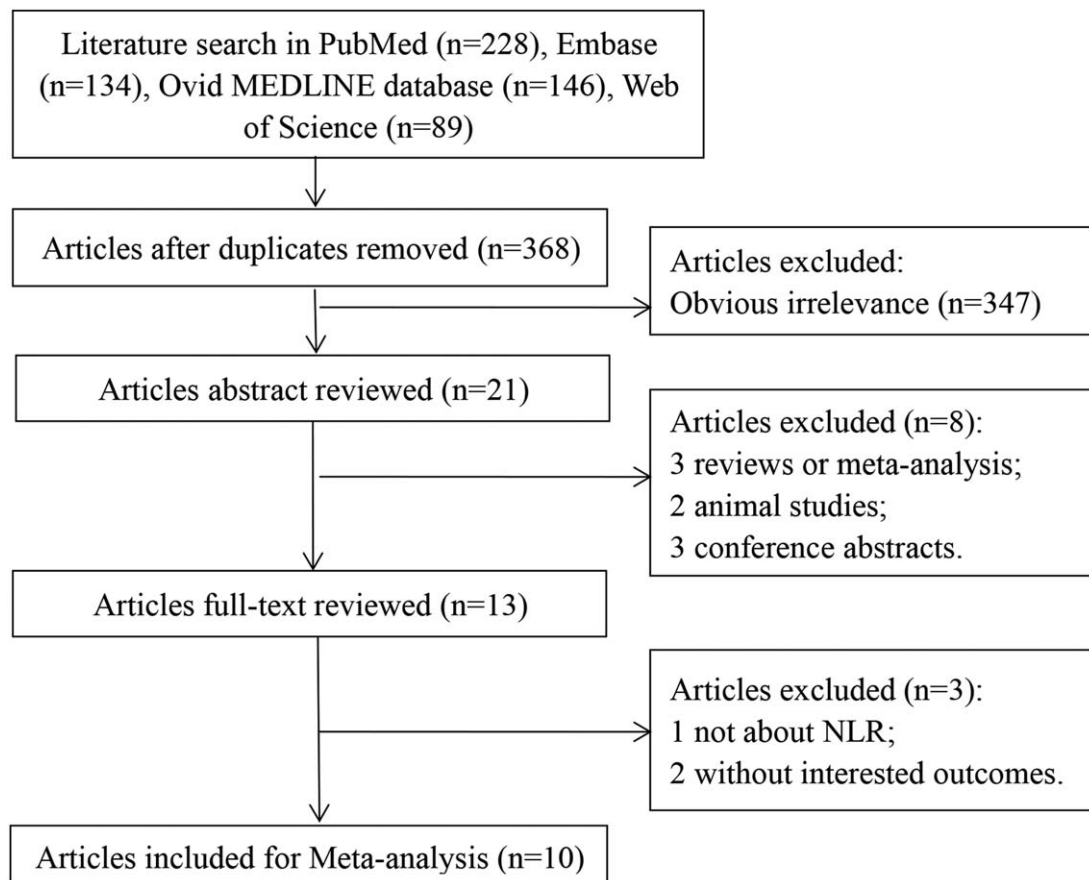 Literature search in PubMed (n=228), Embase
(n=134), Ovid MEDLINE database (n=146), Web
of Science (n=89)
Articles after duplicates removed (n=368)
Articles excluded:
Obvious irrelevance (n=347)
Articles abstract reviewed (n=21)
Articles excluded (n=8):
3 reviews or meta-analysis;
2 animal studies;
3 conference abstracts.
Articles full-text reviewed (n=13)
Articles excluded (n=3):
1 not about NLR;
2 without interested outcomes.
Articles included for Meta-analysis (n=10)